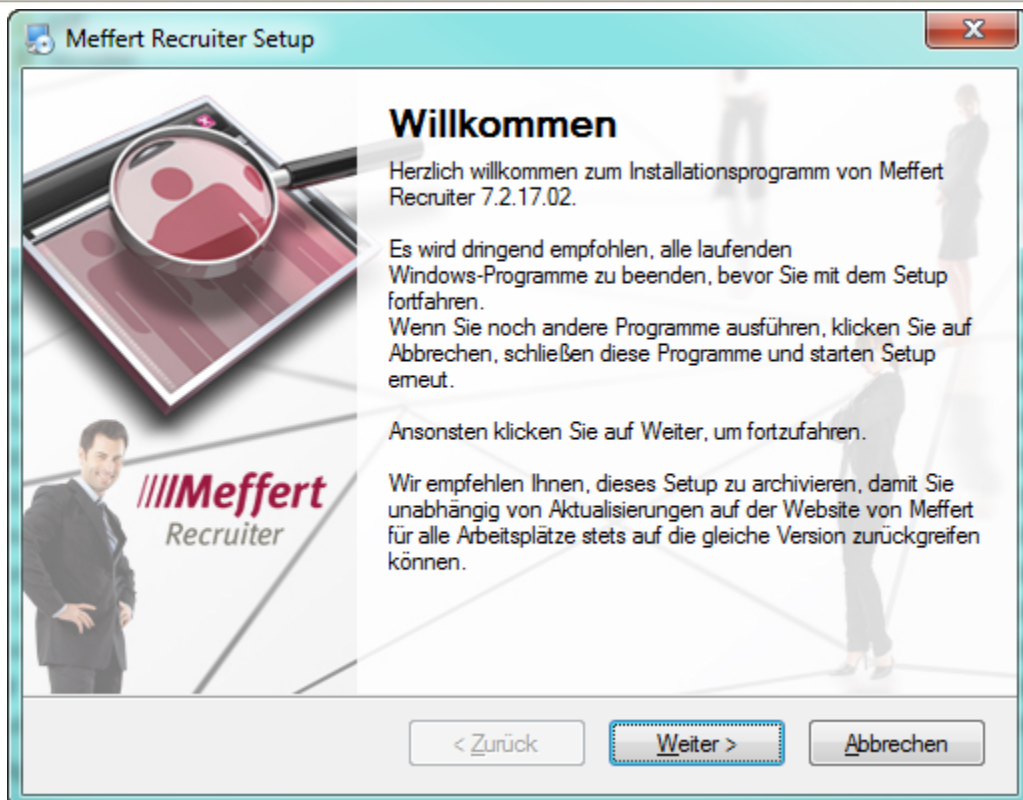 Meffert Recruiter Setup
Willkommen
Herzlich willkommen zum Installationsprogramm von Meffert
Recruiter 7.2.17.02.
Es wird dringend empfohlen, alle laufenden
Windows-Programme zu beenden, bevor Sie mit dem Setup
fortfahren.
Wenn Sie noch andere Programme ausführen, klicken Sie auf
Abbrechen, schließen diese Programme und starten Setup
erneut.
Ansonsten klicken Sie auf Weiter, um fortzufahren.
Wir empfehlen Ihnen, dieses Setup zu archivieren, damit Sie
unabhängig von Aktualisierungen auf der Website von Meffert
für alle Arbeitsplätze stets auf die gleiche Version zurückgreifen
können.
////Meffert
Recruiter
< Zurück
Weiter >
Abbrechen